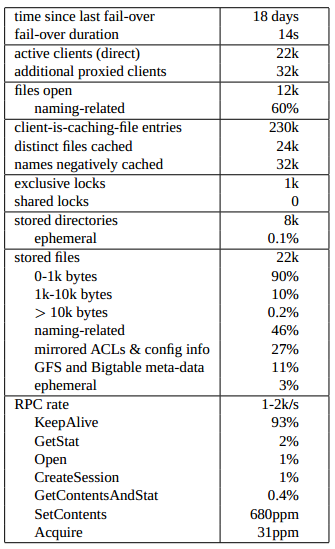 time since last fail-over 18 days
fail-over duration 14s
active clients (direct) 22k
additional proxied clients 32k
files open 12k
naming-related 60%
client-is-caching-file entries 230k
distinct files cached 24k
names negatively cached 32k
exclusive locks 1k
shared locks 0
stored directories 8k
ephemeral 0.1%
stored files 22k
0-1k bytes 90%
1k-10k bytes 10%
> 10k bytes 0.2%
naming-related 46%
mirrored ACLs & config info 27%
GFS and Bigtable meta-data 11%
ephemeral 3%
RPC rate 1-2k/s
KeepAlive 93%
GetStat 2%
Open 1%
CreateSession 1%
GetContentsAndStat 0.4%
SetContents 680ppm
Acquire 31ppm